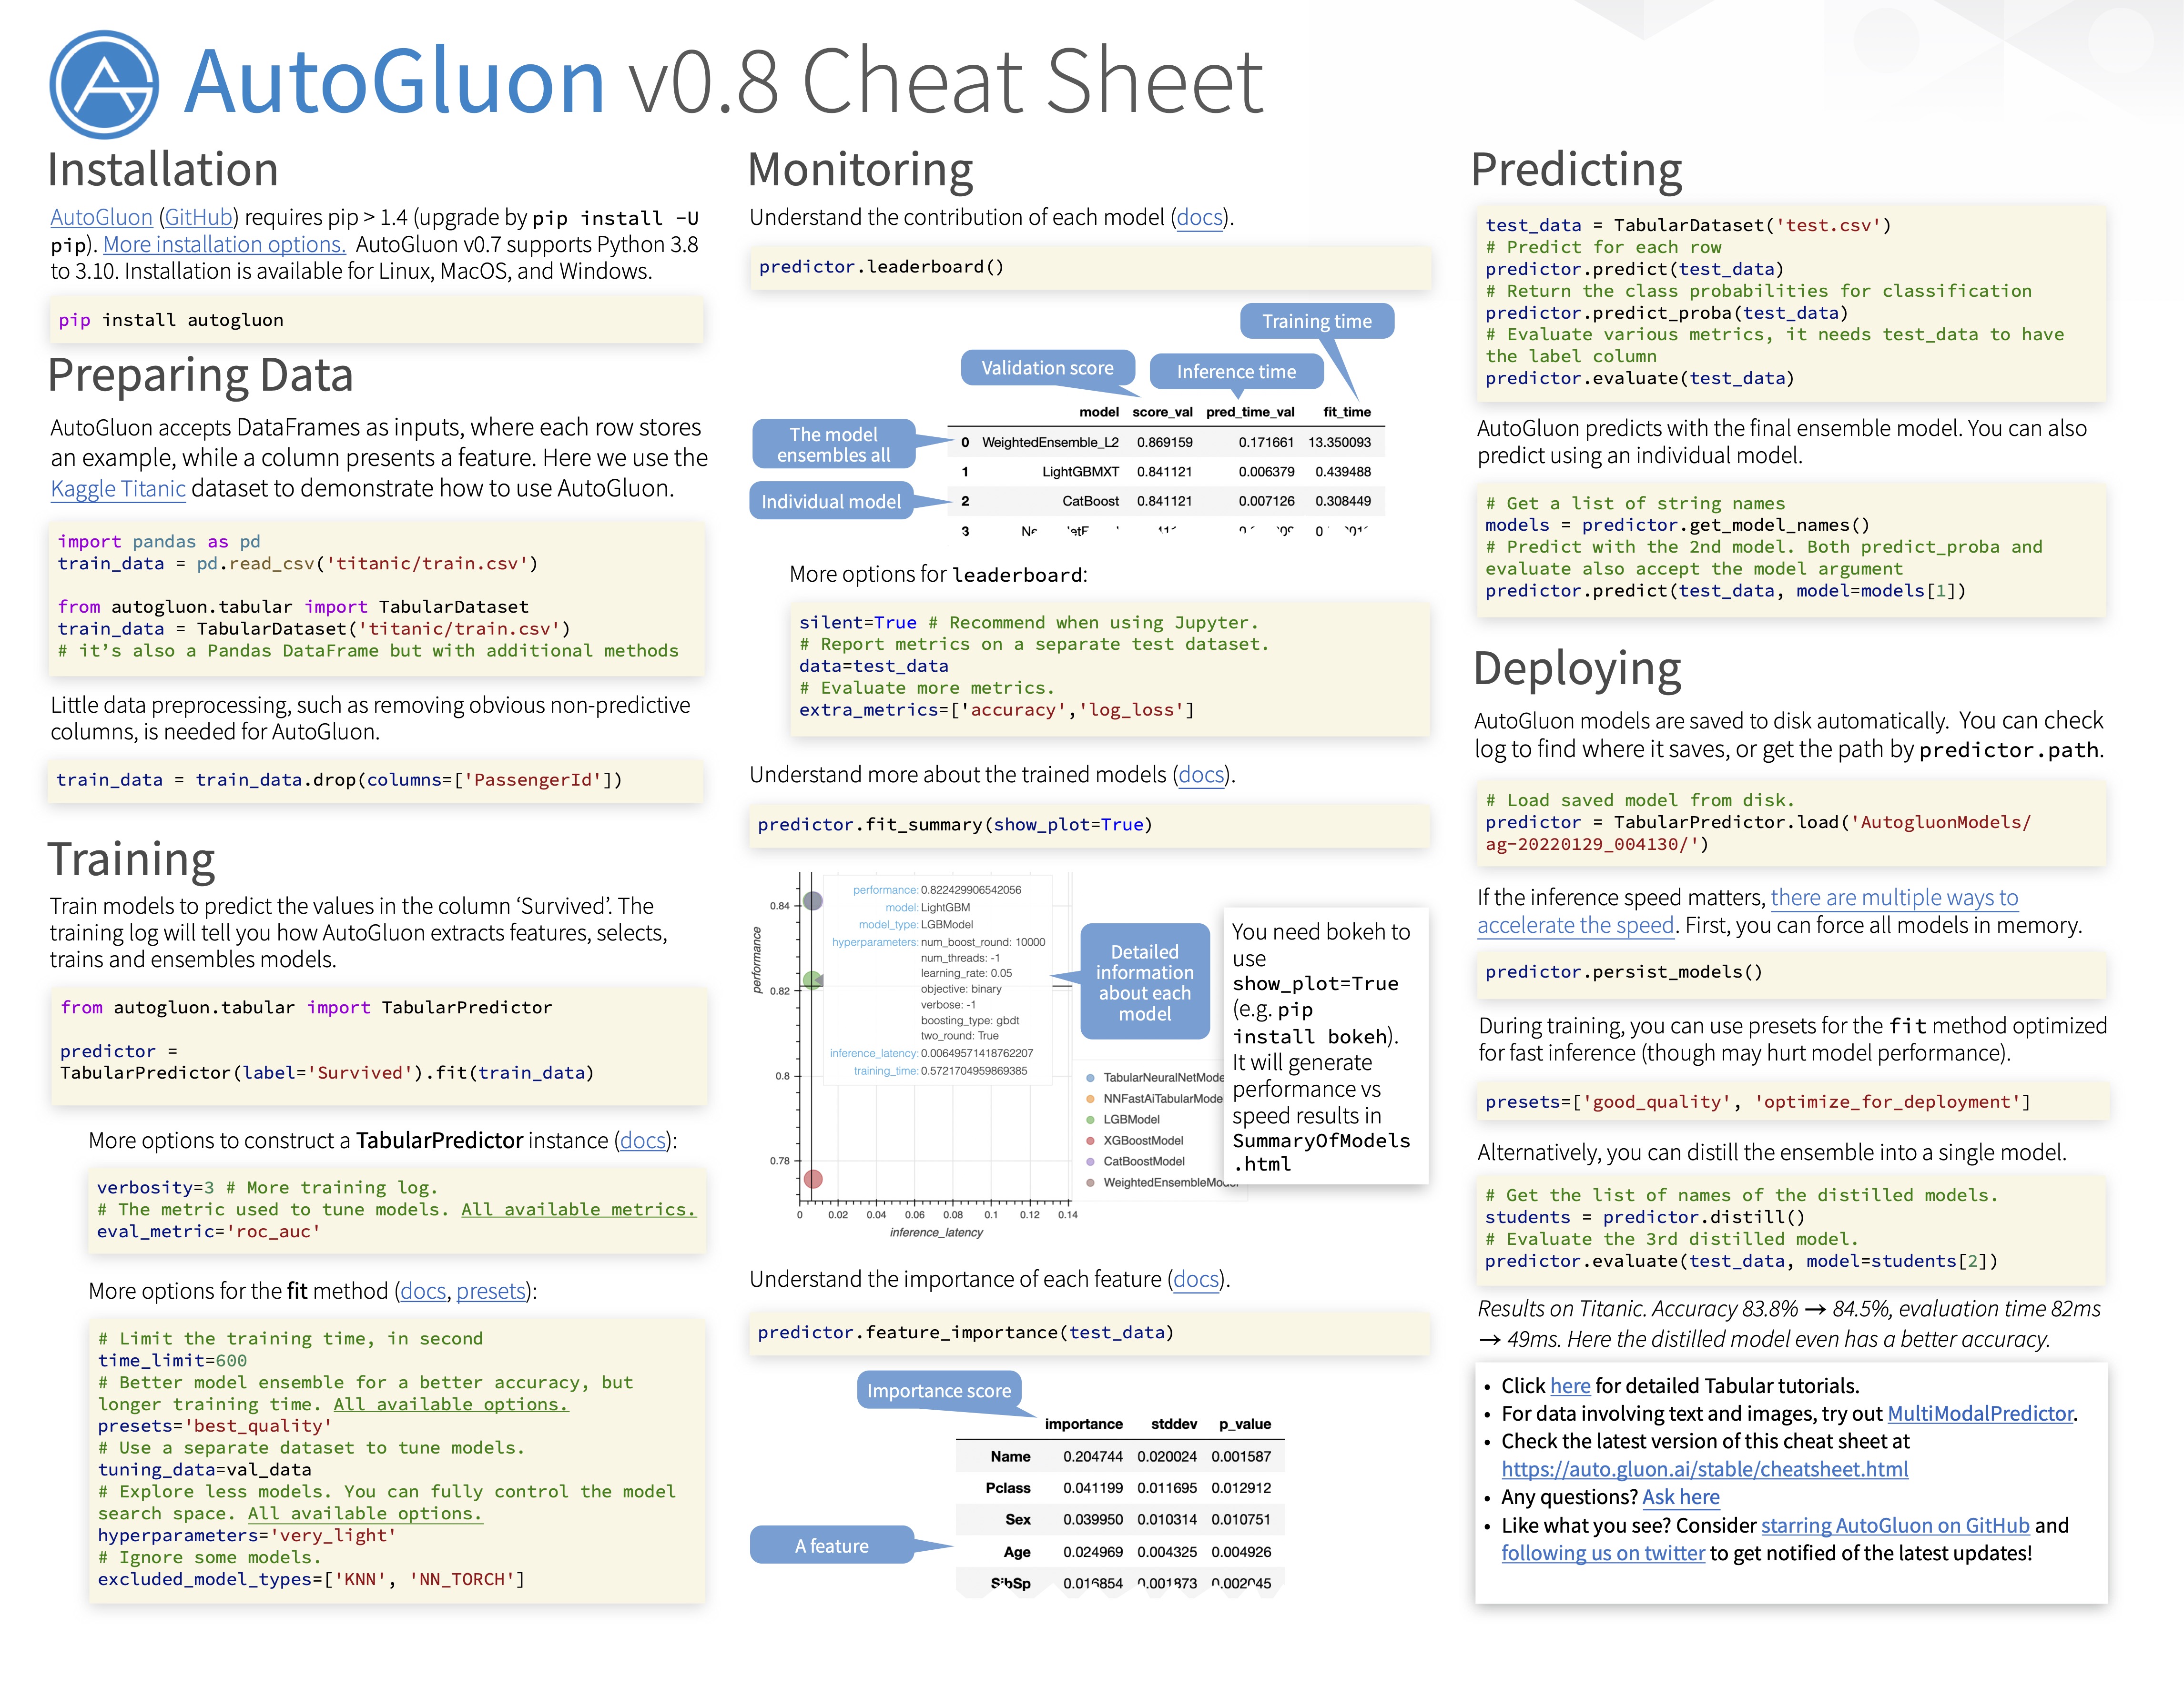 AutoGluon v0.8 Cheat Sheet
Installation
AutoGluon (GitHub) requires pip > 1.4 (upgrade by pip install -U
pip). More installation options. AutoGluon v0.7 supports Python 3.8
to 3.10. Installation is available for Linux, MacOS, and Windows.
pip install autogluon
Preparing Data
AutoGluon accepts DataFrames as inputs, where each row stores
an example, while a column presents a feature. Here we use the
Kaggle Titanic dataset to demonstrate how to use AutoGluon.
import pandas as pd
train_data = pd.read_csv('titanic/train.csv')
from autogluon.tabular import TabularDataset
train_data = TabularDataset('titanic/train.csv')
# it’s also a Pandas DataFrame but with additional methods
Little data preprocessing, such as removing obvious non-predictive
columns, is needed for AutoGluon.
train_data = train_data.drop(columns=['PassengerId'])
Training
Train models to predict the values in the column ‘Survived’. The
training log will tell you how AutoGluon extracts features, selects,
trains and ensembles models.
from autogluon.tabular import TabularPredictor
predictor =
TabularPredictor(label='Survived').fit(train_data)
More options to construct a TabularPredictor instance (docs):
verbosity=3 # More training log.
# The metric used to tune models. All available metrics.
eval_metric='roc_auc'
More options for the fit method (docs, presets):
# Limit the training time, in second
time_limit=600
# Better model ensemble for a better accuracy, but
longer training time. All available options.
presets='best_quality'
# Use a separate dataset to tune models.
tuning_data=val_data
# Explore less models. You can fully control the model
search space. All available options.
hyperparameters='very_light'
# Ignore some models.
excluded_model_types=['KNN', 'NN_TORCH']
Monitoring
Understand the contribution of each model (docs).
predictor.leaderboard()
Training time
Validation score
Inference time
model score_val pred_time_val fit_time
The model
ensembles all
0 WeightedEnsemble_L2 0.869159 0.171661 13.350093
1 LightGBMXT 0.841121 0.006379 0.439488
Individual model
2 CatBoost 0.841121 0.007126 0.308449
3
More options for leaderboard:
silent=True # Recommend when using Jupyter.
# Report metrics on a separate test dataset.
data=test_data
# Evaluate more metrics.
extra_metrics=['accuracy','log_loss']
Understand more about the trained models (docs).
predictor.fit_summary(show_plot=True)
performance
0.84
0.82
0.8
0.78
0 0.02 0.04 0.06 0.08 0.1 0.12 0.14
inference_latency
performance: 0.822429906542056
model: LightGBM
model_type: LGBModel
hyperparameters: num_boost_round: 10000
num_threads: -1
learning_rate: 0.05
objective: binary
verbose: -1
boosting_type: gbdt
two_round: True
inference_latency: 0.00649571418762207
training_time: 0.5721704959869385
Detailed
information
about each
model
TabularNeuralNetMode
NNFastAiTabularMode
LGBModel
XGBoostModel
CatBoostModel
WeightedEnsembleModel
You need bokeh to
use
show_plot=True
(e.g. pip
install bokeh).
It will generate
performance vs
speed results in
SummaryOfModels
.html
Understand the importance of each feature (docs).
predictor.feature_importance(test_data)
Importance score
importance stddev p_value
Name 0.204744 0.020024 0.001587
Pclass 0.041199 0.011695 0.012912
Sex 0.039950 0.010314 0.010751
A feature
Age 0.024969 0.004325 0.004926
SibSp 0.016854 0.001873 0.002045
Predicting
test_data = TabularDataset('test.csv')
# Predict for each row
predictor.predict(test_data)
# Return the class probabilities for classification
predictor.predict_proba(test_data)
# Evaluate various metrics, it needs test_data to have
the label column
predictor.evaluate(test_data)
AutoGluon predicts with the final ensemble model. You can also
predict using an individual model.
# Get a list of string names
models = predictor.get_model_names()
# Predict with the 2nd model. Both predict_proba and
evaluate also accept the model argument
predictor.predict(test_data, model=models[1])
Deploying
AutoGluon models are saved to disk automatically. You can check
log to find where it saves, or get the path by predictor.path.
# Load saved model from disk.
predictor = TabularPredictor.load('AutogluonModels/
ag-20220129_004130/')
If the inference speed matters, there are multiple ways to
accelerate the speed. First, you can force all models in memory.
predictor.persist_models()
During training, you can use presets for the fit method optimized
for fast inference (though may hurt model performance).
presets=['good_quality', 'optimize_for_deployment']
Alternatively, you can distill the ensemble into a single model.
# Get the list of names of the distilled models.
students = predictor.distill()
# Evaluate the 3rd distilled model.
predictor.evaluate(test_data, model=students[2])
Results on Titanic. Accuracy 83.8% → 84.5%, evaluation time 82ms
→ 49ms. Here the distilled model even has a better accuracy.
• Click here for detailed Tabular tutorials.
• For data involving text and images, try out MultiModalPredictor.
• Check the latest version of this cheat sheet at
https://auto.gluon.ai/stable/cheatsheet.html
• Any questions? Ask here
• Like what you see? Consider starring AutoGluon on GitHub and
following us on twitter to get notified of the latest updates!